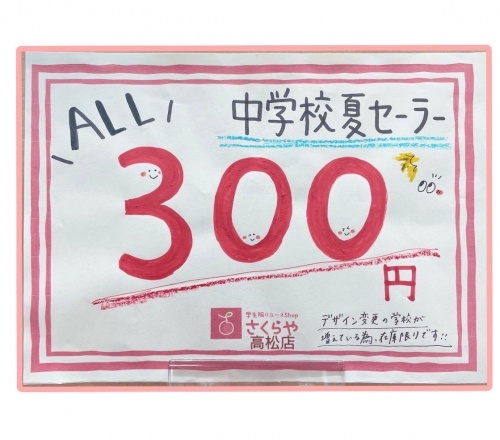 ALL
中学校夏セーラー
300
円
学生服リユースShop
さくらや
高松店
デザイン変更の学校が
増えている為、在庫限りです!!